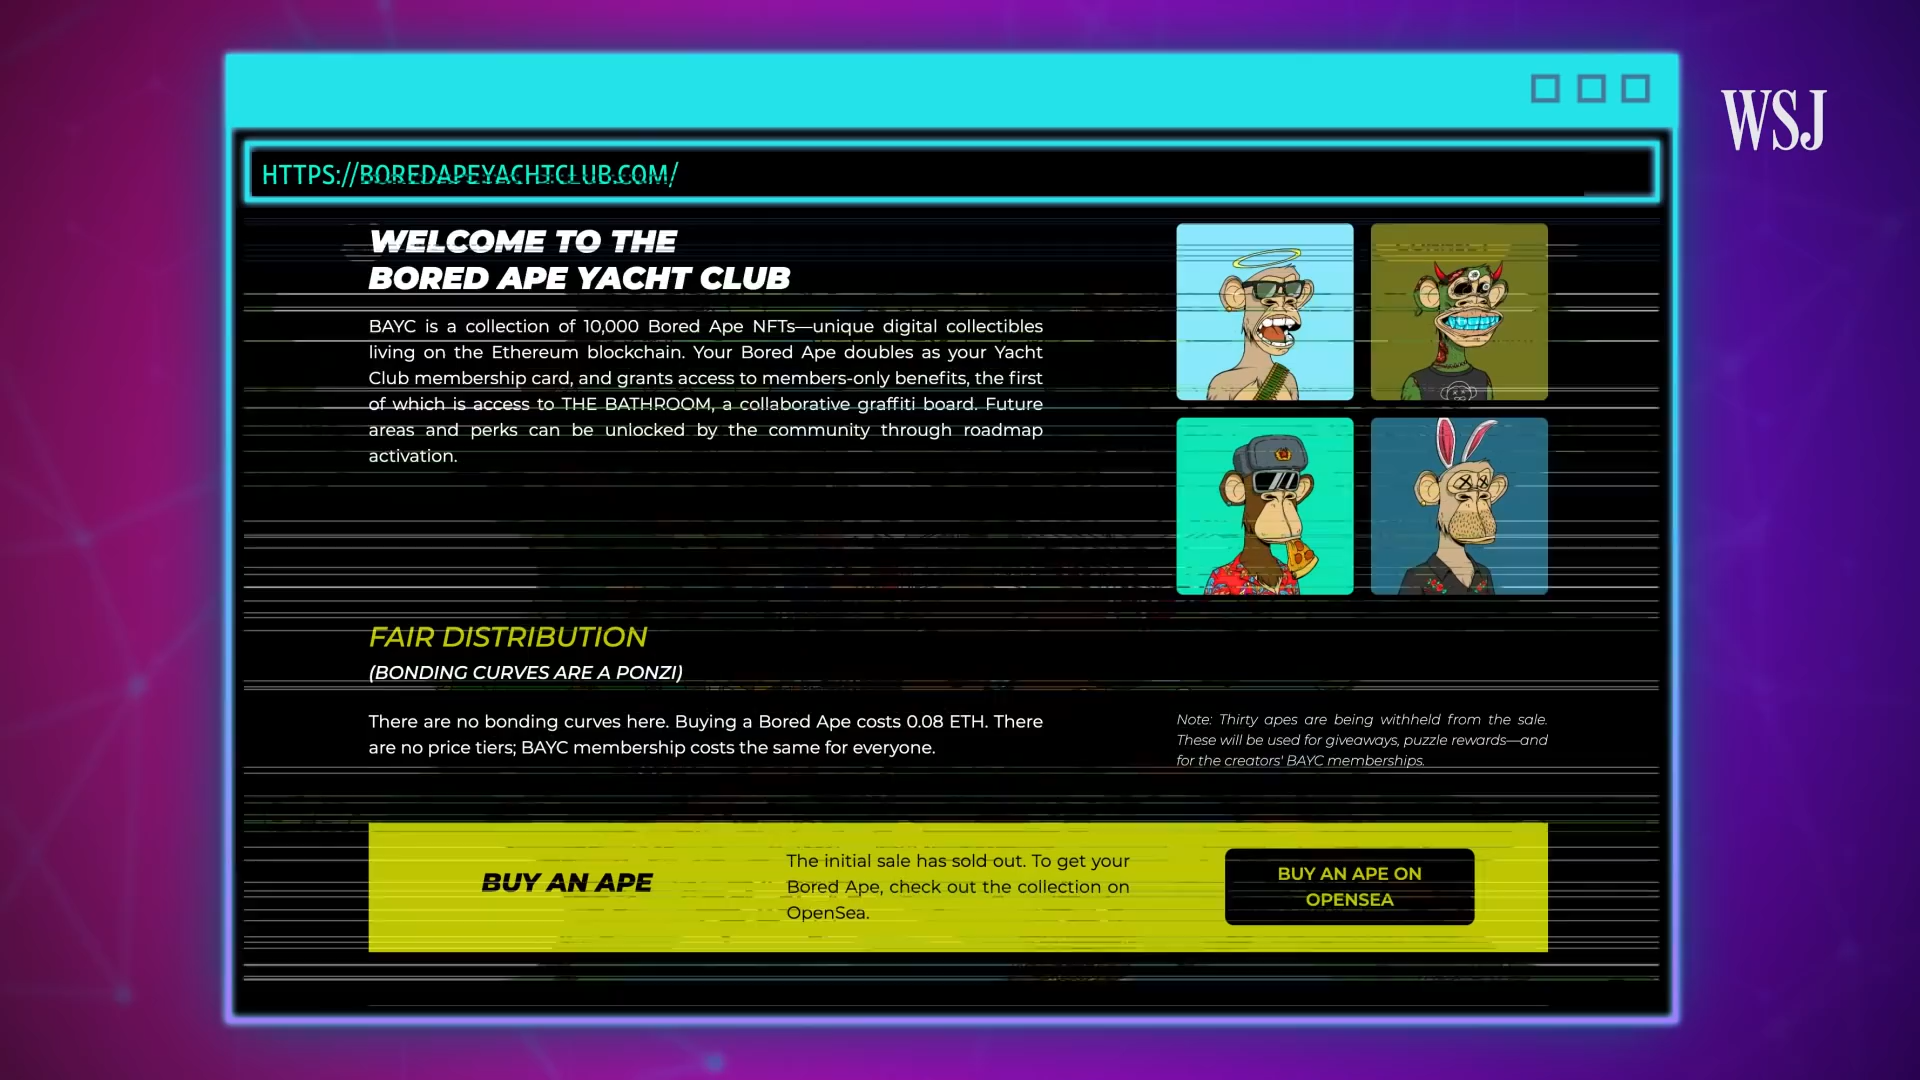 WSJ
HTTPS://BOREDAPEYACHTCLUB.COM/
WELCOME TO THE
BORED APE YACHT CLUB
BAYC is a collection of 10,000 Bored Ape NFTs—unique digital collectibles
living on the Ethereum blockchain. Your Bored Ape doubles as your Yacht
Club membership card, and grants access to members-only benefits, the first
of which is access to THE BATHROOM, a collaborative graffiti board. Future
areas and perks can be unlocked by the community through roadmap
activation.
FAIR DISTRIBUTION
(BONDING CURVES ARE A PONZI)
There are no bonding curves here. Buying a Bored Ape costs 0.08 ETH. There
are no price tiers; BAYC membership costs the same for everyone.
Note: Thirty apes are being withheld from the sale.
These will be used for giveaways, puzzle rewards—and
for the creators' BAYC memberships.
BUY AN APE
The initial sale has sold out. To get your
Bored Ape, check out the collection on
OpenSea.
BUY AN APE ON
OPENSEA